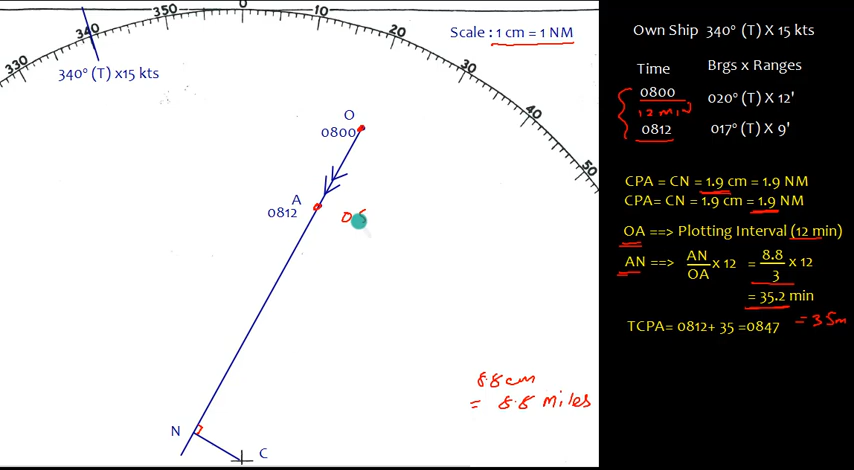 330
340
350
0
10
20
30
40
50
340° (T) x15 kts
Scale : 1 cm = 1 NM
O
0800
A
0812
05
N
C
8.8 cm
= 8.8 miles
Own Ship 340° (T) X 15 kts
Time Brgs x Ranges
0800 020° (T) X 12'
12 min
0812 017° (T) X 9'
CPA = CN = 1.9 cm = 1.9 NM
CPA= CN = 1.9 cm = 1.9 NM
OA ==> Plotting Interval (12 min)
AN ==> AN/OA x 12 = 8.8/3 x 12
= 35.2 min
TCPA= 0812+ 35 =0847 = 35m